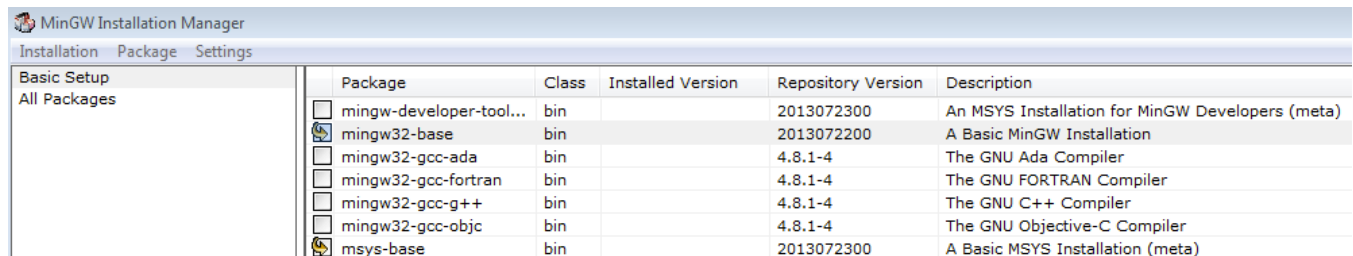 MinGW Installation Manager
Installation Package Settings
Basic Setup
All Packages
Package Class Installed Version Repository Version Description
mingw-developer-tool... bin 2013072300 An MSYS Installation for MinGW Developers (meta)
mingw32-base bin 2013072200 A Basic MinGW Installation
mingw32-gcc-ada bin 4.8.1-4 The GNU Ada Compiler
mingw32-gcc-fortran bin 4.8.1-4 The GNU FORTRAN Compiler
mingw32-gcc-g++ bin 4.8.1-4 The GNU C++ Compiler
mingw32-gcc-objc bin 4.8.1-4 The GNU Objective-C Compiler
msys-base bin 2013072300 A Basic MSYS Installation (meta)